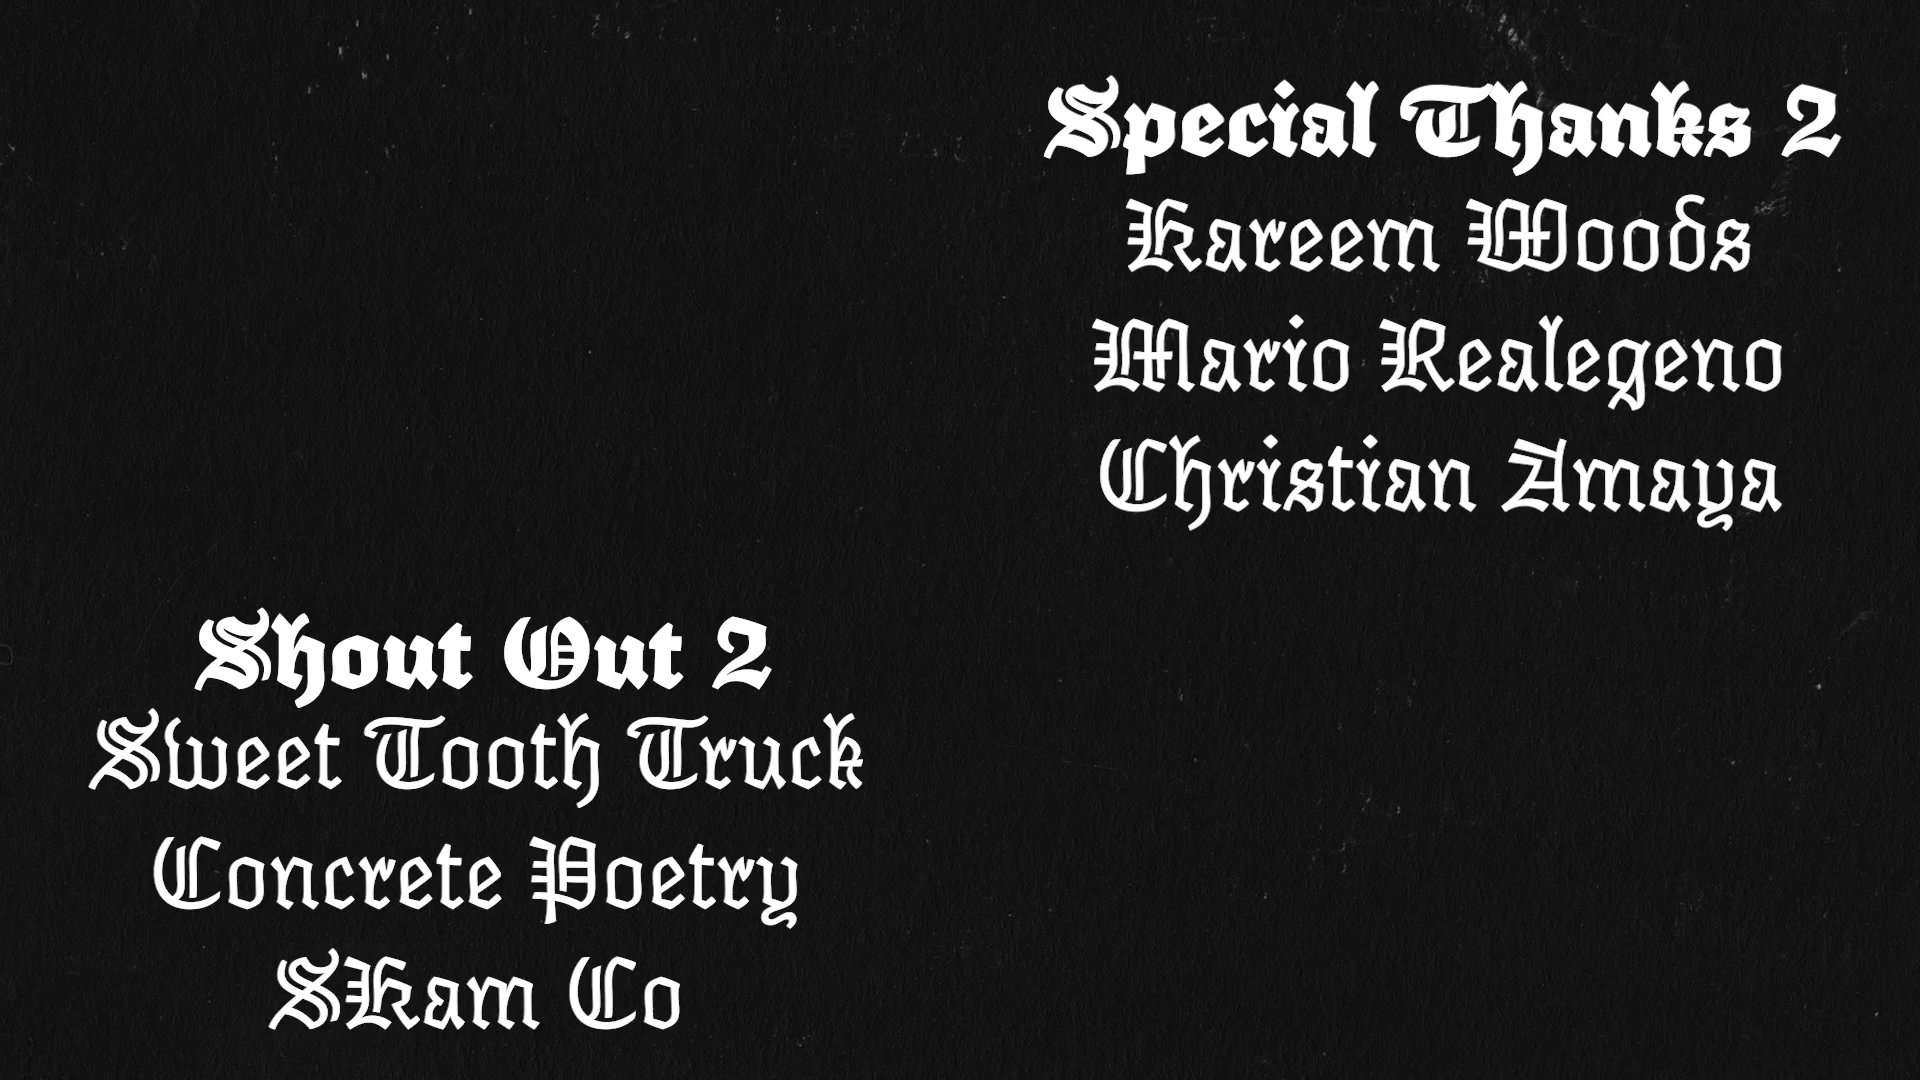 Special Thanks 2
Kareem Woods
Mario Realegeno
Christian Amaya
Shout Out 2
Sweet Tooth Truck
Concrete Poetry
SKam Co